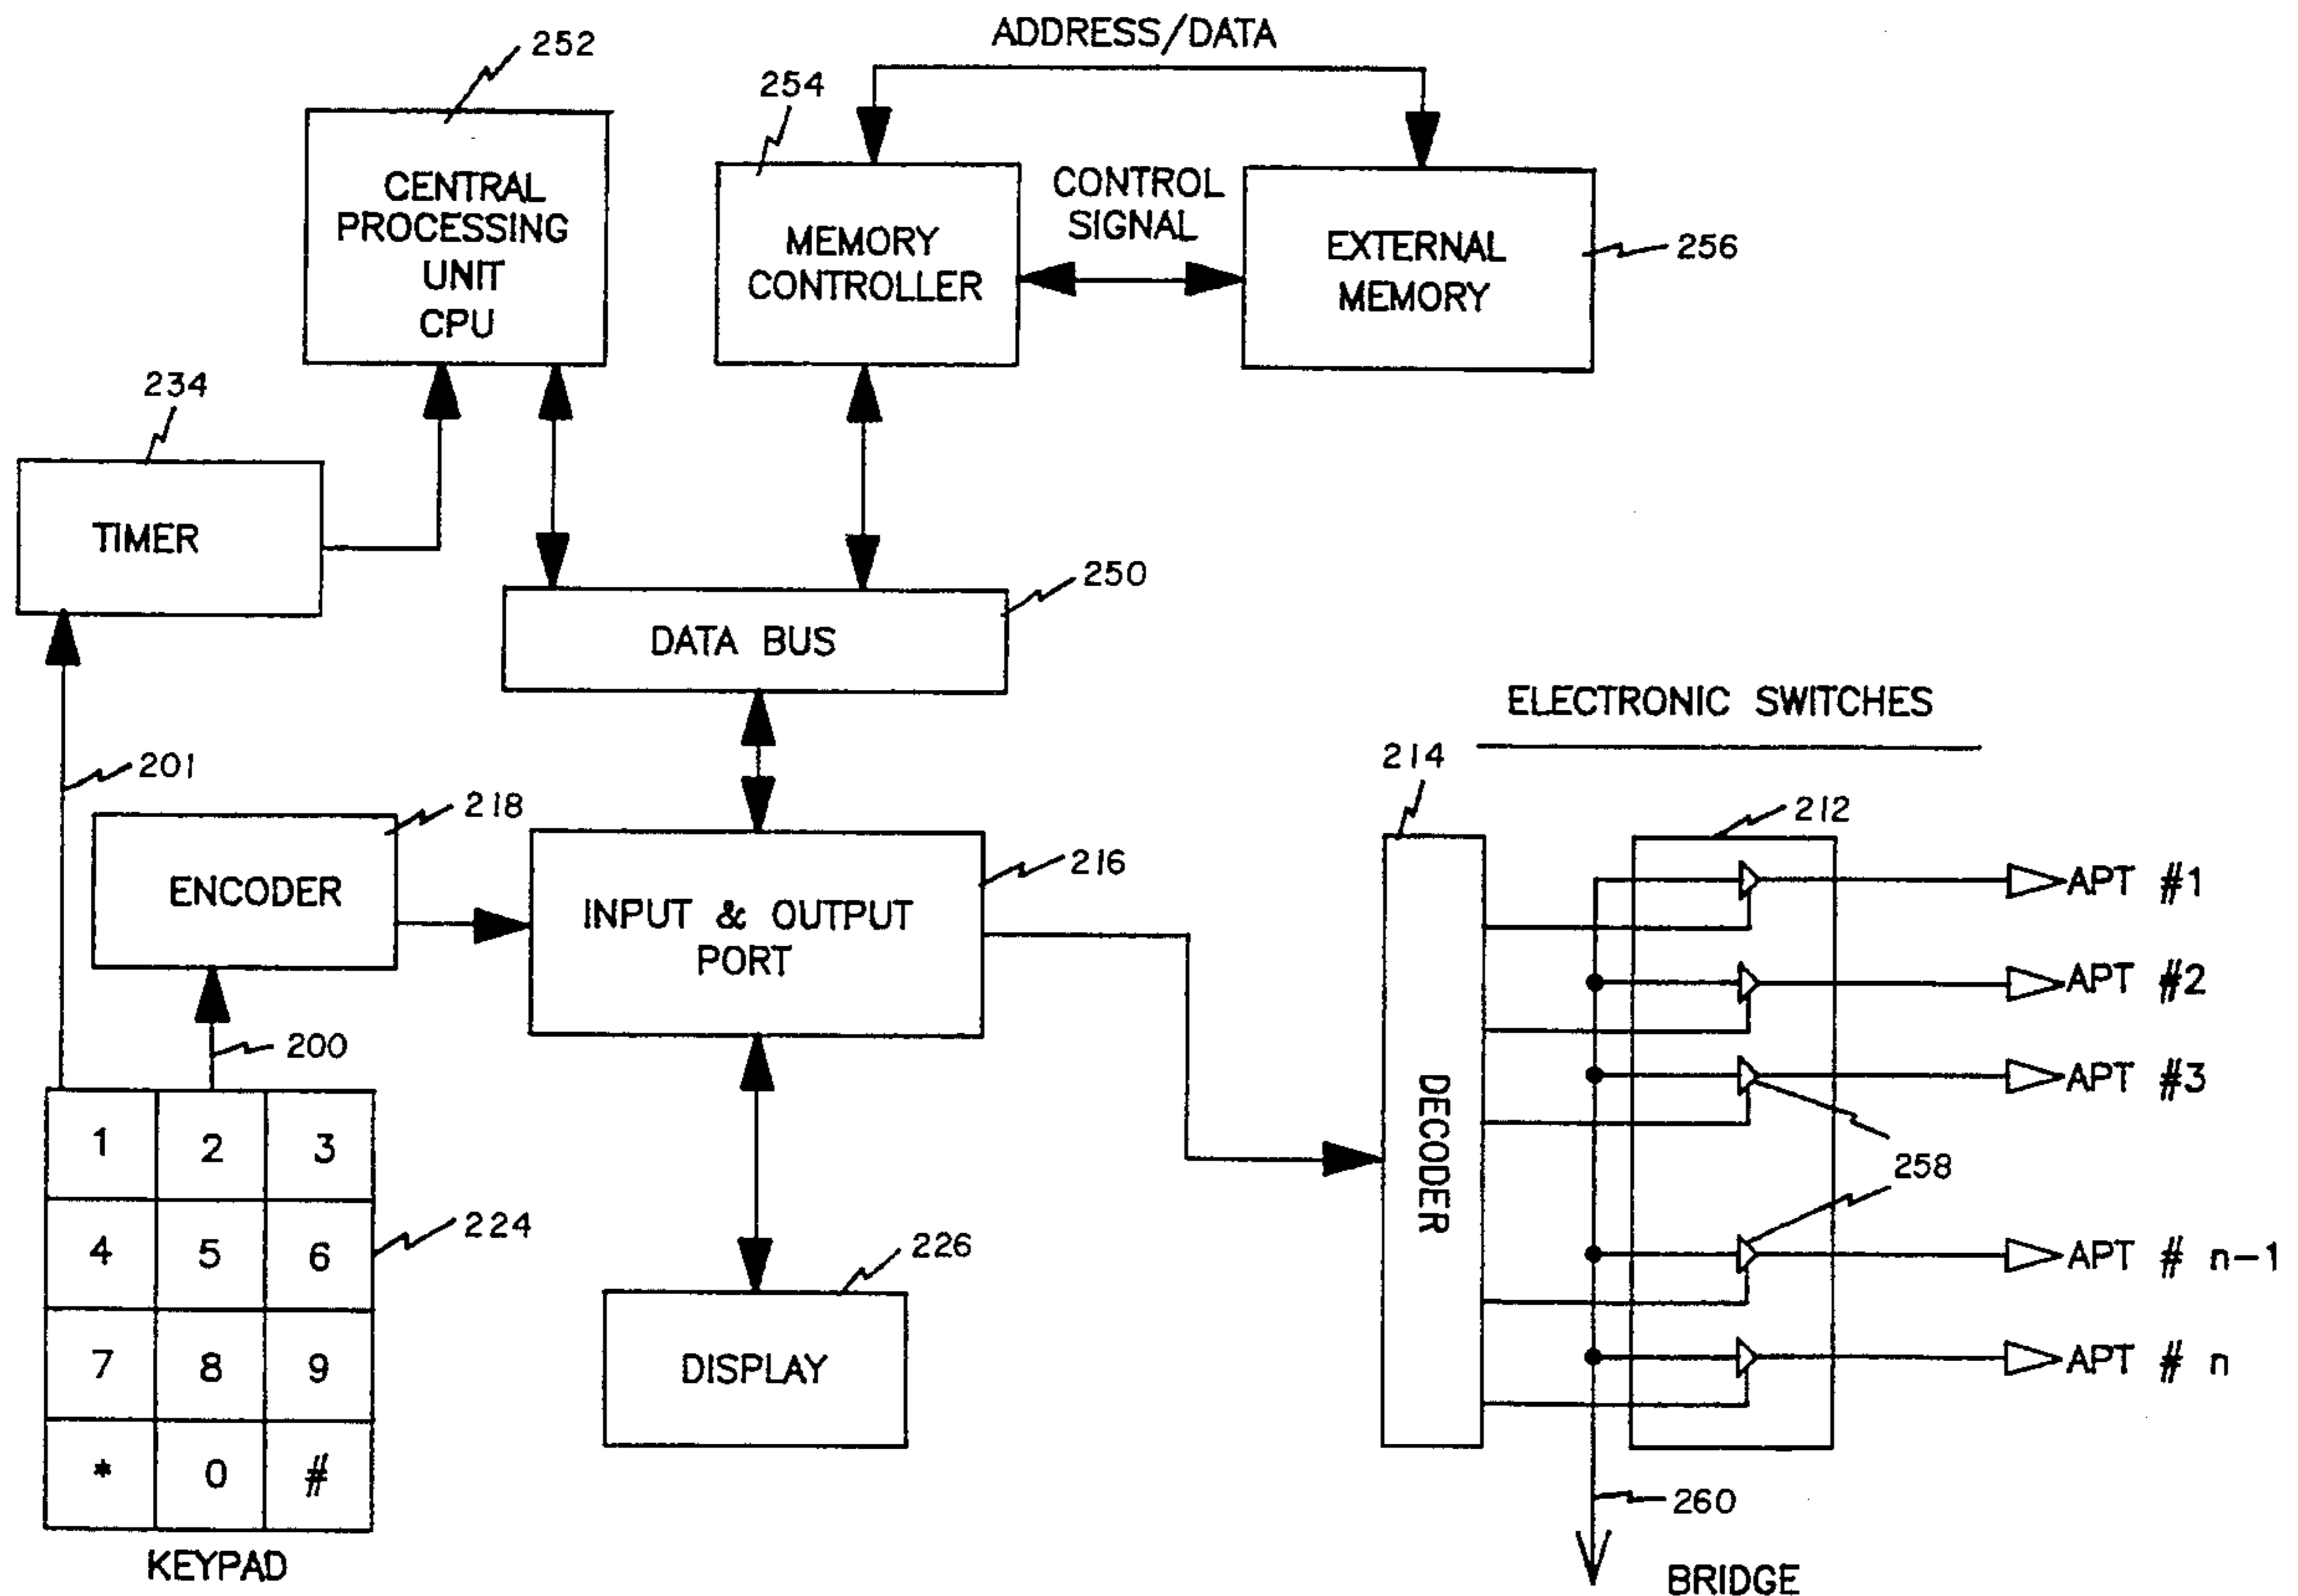 ADDRESS/DATA
252
254
CENTRAL
PROCESSING
UNIT
CPU
MEMORY
CONTROLLER
CONTROL
SIGNAL
EXTERNAL
MEMORY
256
234
TIMER
250
DATA BUS
201
218
ENCODER
216
INPUT & OUTPUT
PORT
200
ELECTRONIC SWITCHES
214
212
DECODER
APT #1
APT #2
APT #3
258
APT # n-1
APT # n
260
BRIDGE
1 2 3
4 5 6
7 8 9
* 0 #
224
KEYPAD
226
DISPLAY